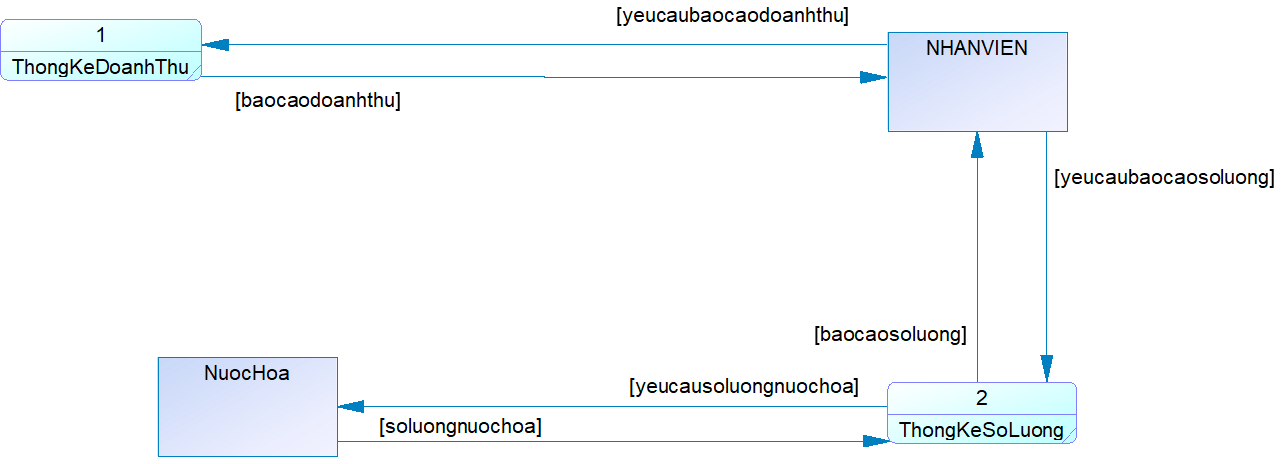 [yeucaubaocaodoanhthu]
1
ThongKeDoanhThu
NHANVIEN
[baocaodoanhthu]
[yeucaubaocaosoluong]
[baocaosoluong]
NuocHoa
[yeucausoluongnuochoa]
2
[soluongnuochoa]
ThongKeSoLuong